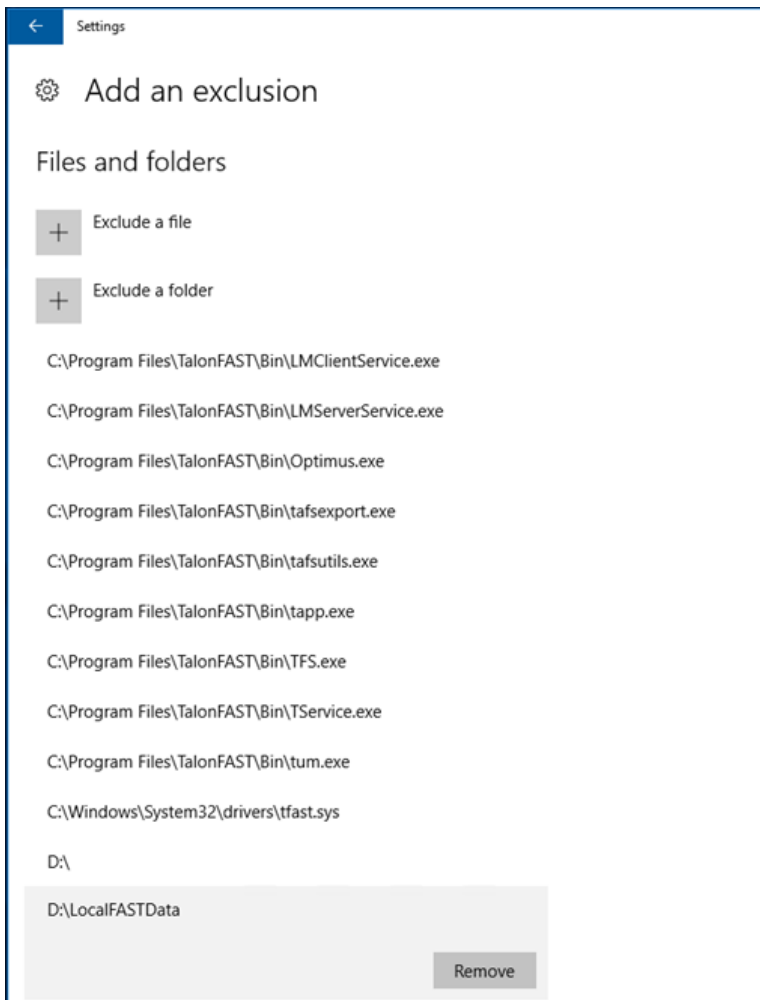 Settings
Add an exclusion
Files and folders
Exclude a file
Exclude a folder
C:\Program Files\TalonFAST\Bin\LMClientService.exe
C:\Program Files\TalonFAST\Bin\LMServerService.exe
C:\Program Files\TalonFAST\Bin\Optimus.exe
C:\Program Files\TalonFAST\Bin\tafsexport.exe
C:\Program Files\TalonFAST\Bin\tafsutils.exe
C:\Program Files\TalonFAST\Bin\tapp.exe
C:\Program Files\TalonFAST\Bin\TFS.exe
C:\Program Files\TalonFAST\Bin\TService.exe
C:\Program Files\TalonFAST\Bin\tum.exe
C:\Windows\System32\drivers\tfast.sys
D:\
D:\LocalFASTData
Remove